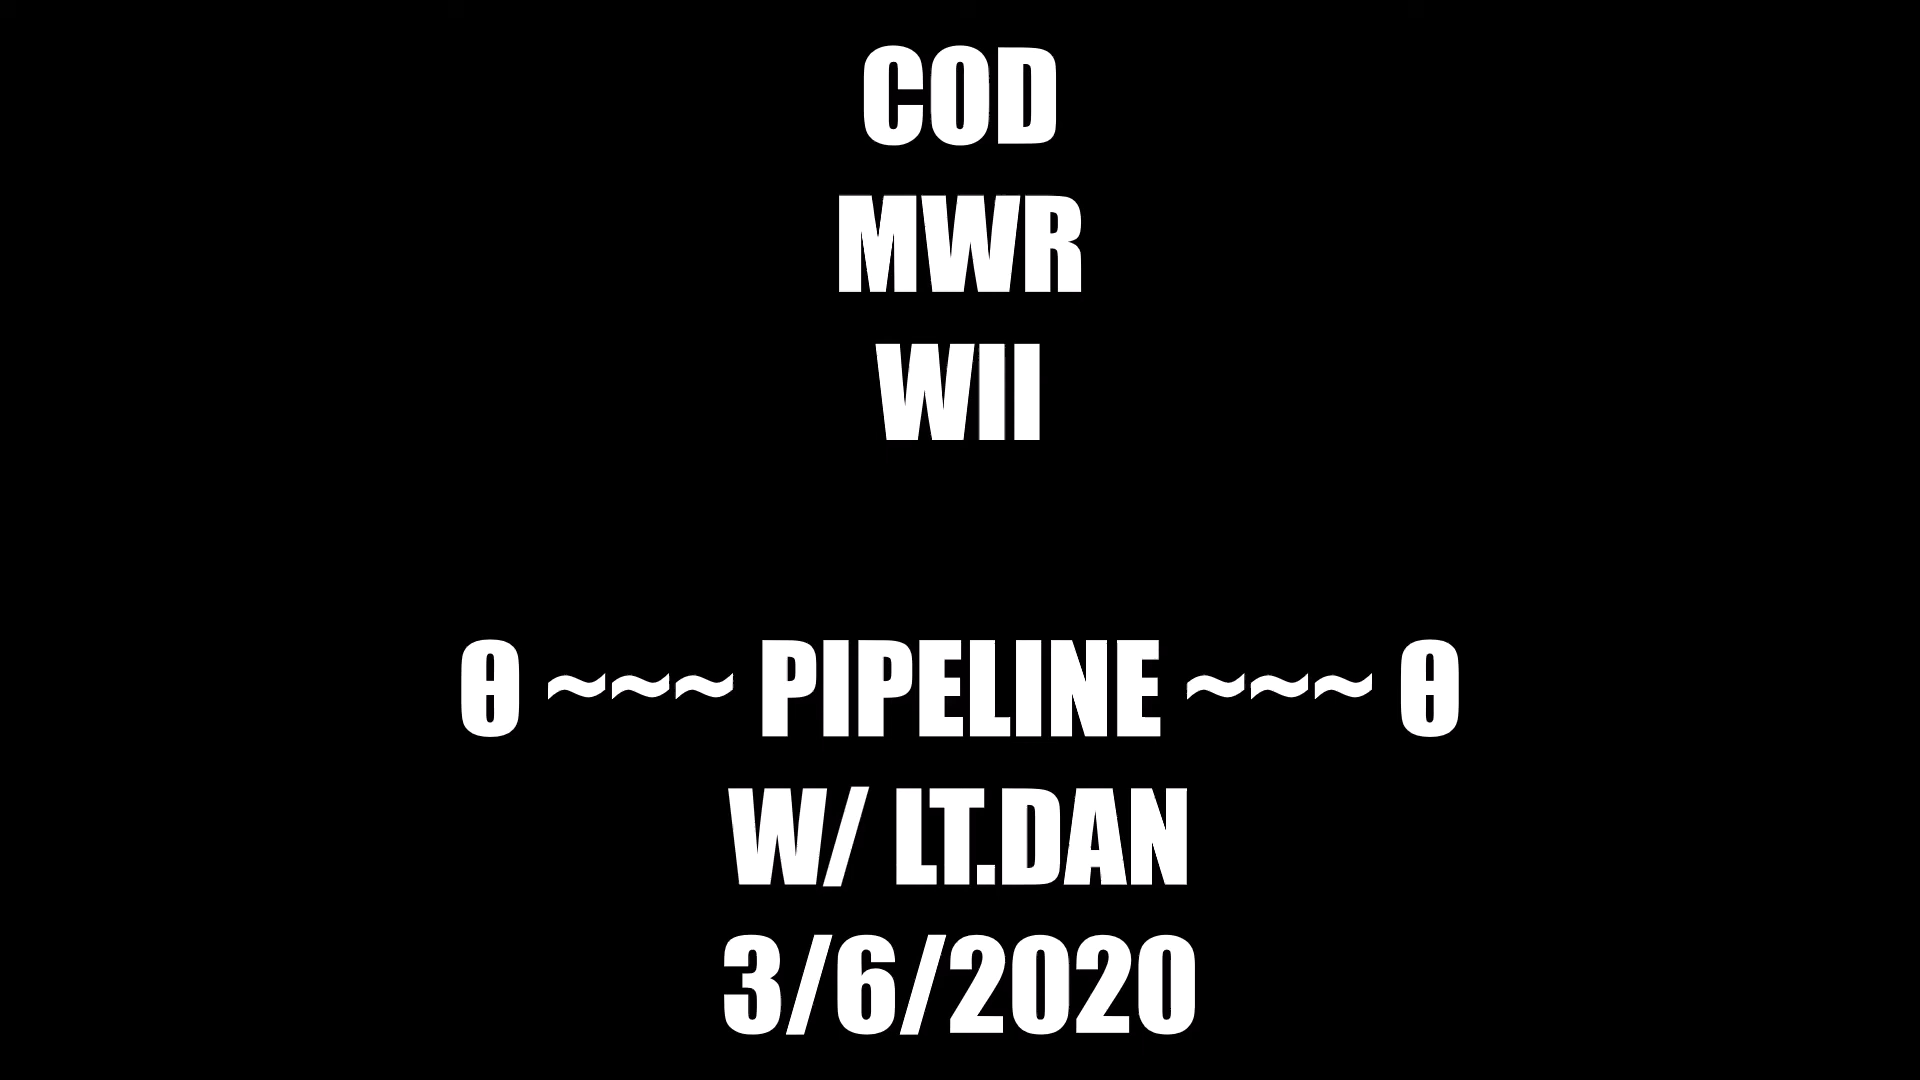 COD
MWR
WII
θ ~~~ PIPELINE ~~~ θ
W/ LT.DAN
3/6/2020